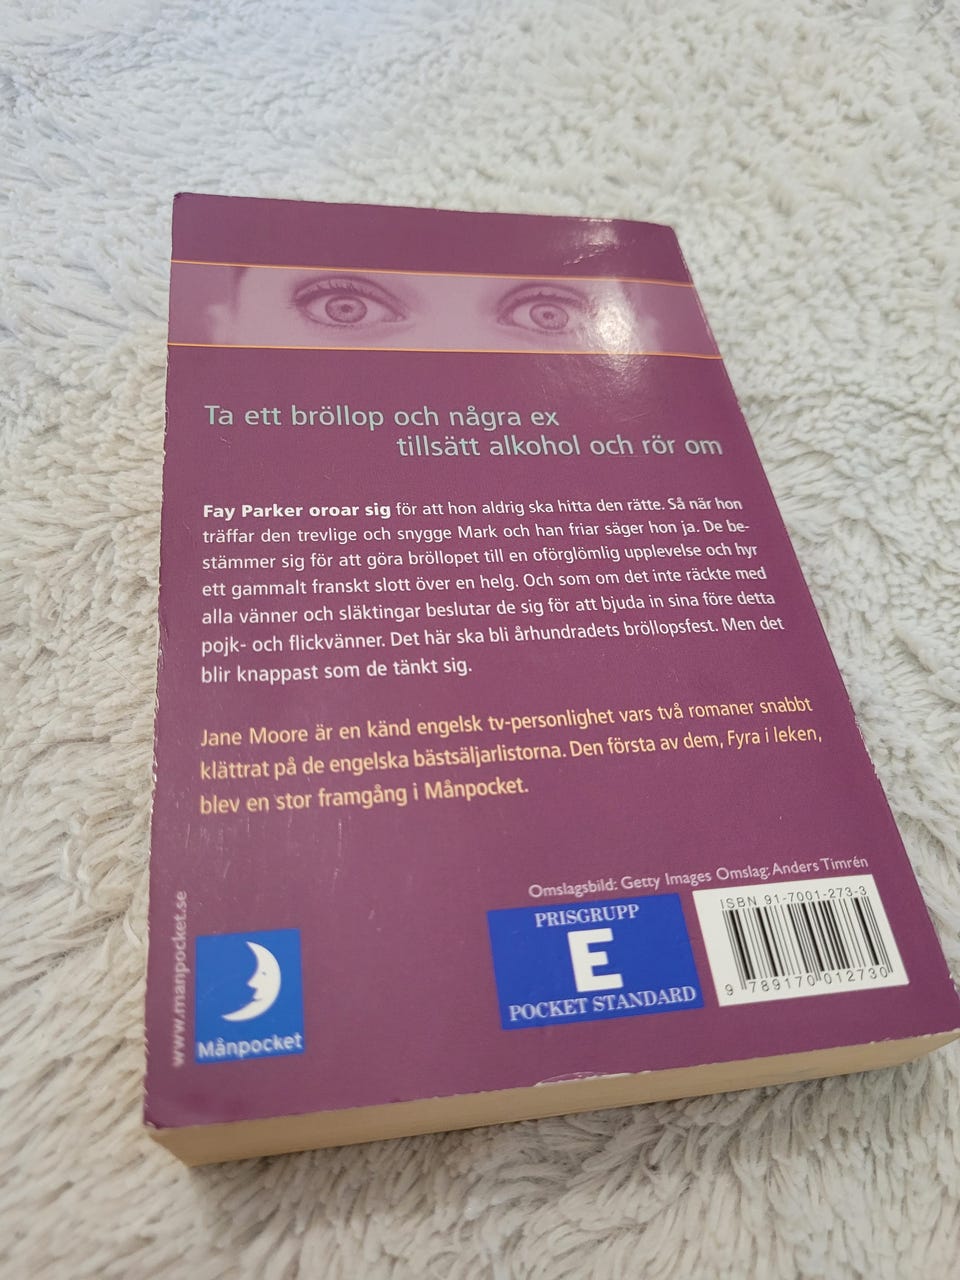 Ta ett bröllop och några ex
tillsätt alkohol och rör om
Fay Parker oroar sig för att hon aldrig ska hitta den rätte. Så när hon
träffar den trevlige och snygge Mark och han friar säger hon ja. De be-
stämmer sig för att göra bröllopet till en oförglömlig upplevelse och hyr
ett gammalt franskt slott över en helg. Och som om det inte räckte med
alla vänner och släktingar beslutar de sig för att bjuda in sina före detta
pojk- och flickvänner. Det här ska bli århundradets bröllopsfest. Men det
blir knappast som de tänkt sig.
Jane Moore är en känd engelsk tv-personlighet vars två romaner snabbt
klättrat på de engelska bästsäljarlistorna. Den första av dem, Fyra i leken,
blev en stor framgång i Månpocket.
Omslagsbild: Getty Images Omslag: Anders Timrén
www.manpocket.se
Månpocket
PRISGRUPP
E
POCKET STANDARD
ISBN 91-7001-273-3
9 789170 012730